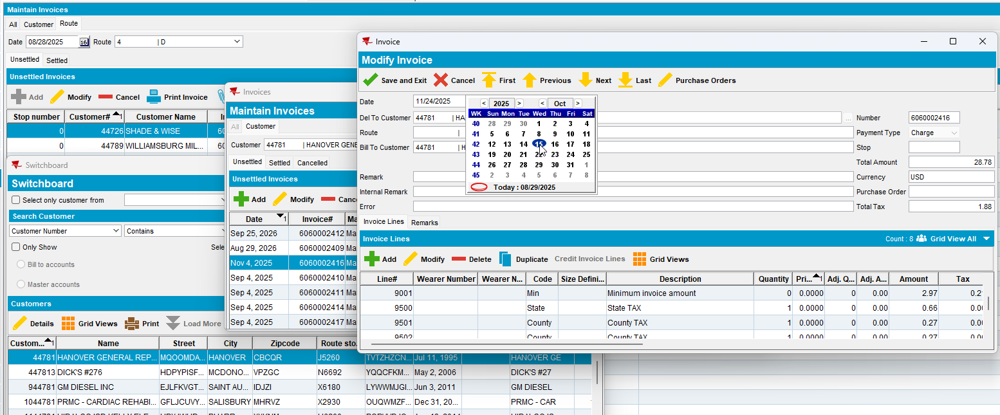 Maintain Invoices
All Customer Route
Date 08/28/2025 16 Route 4 | D
Unsettled Settled
Unsettled Invoices
Add Modify Cancel Print Invoice
Stop number Customer# 1 Customer Name
0 44726 SHADE & WISE
0 44789 WILLIAMSBURG MIL...
Switchboard
Switchboard
Select only customer from
Search Customer
Customer Number Contains
Only Show
Bill to accounts
Master accounts
Customers
Details Grid Views Print Load More
Custom... 1 Name Street City Zipcode Route sto.
44781 HANOVER GENERAL REP... MQOOMDA... HANOVER CBCQR J5260 TVTZHZCN... Jul 11, 1995 HANOVER GE
447813 DICK'S #276 HDPYPISF... MCDONO... VPZGC N6692 YQQCFKM... May 2, 2006 DICK'S #27
944781 GM DIESEL INC EJLFKVGT... SAINT AU... IDJZI X6180 LYWWMJGI... Jun 3, 2011 GM DIESEL
1044781 PRMC - CARDIAC REHABI... GFLJCUVY... SALISBURY MHRVZ X2930 OUQWMZF... Dec 31, 20... PRMC - CAR
Invoices
Maintain Invoices
All Customer
Customer 44781 | HANOVER GENE
Unsettled Settled Cancelled
Unsettled Invoices
Add Modify Canc
Date 1 Invoice# Ma
Sep 25, 2026 6060002412 Ma
Aug 29, 2026 6060002409 Ma
Nov 4, 2025 6060002416 Ma
Sep 4, 2025 6060002410 Ma
Sep 4, 2025 6060002411 Ma
Sep 4, 2025 6060002417 Ma
Invoice
Modify Invoice
Save and Exit Cancel First Previous Next Last Purchase Orders
Date 11/24/2025
Del To Customer 44781 | HA ... Number 6060002416
Route | Payment Type Charge
Bill To Customer 44781 | H Stop
Total Amount 28.78
Remark Currency USD
Internal Remark Purchase Order
Error Total Tax 1.88
< 2025 > < Oct >
WK Sun Mon Tue Wed Thu Fri Sat
40 28 29 30 1 2 3 4
41 5 6 7 8 9 10 11
42 12 13 14 15 16 17 18
43 19 20 21 22 23 24 25
44 26 27 28 29 30 31 1
45 2 3 4 5 6 7 8
Today : 08/29/2025
Invoice Lines Remarks
Invoice Lines Count : 8 Grid View All
Add Modify Delete Duplicate Credit Invoice Lines Grid Views
Line# Wearer Number Wearer N... Code Size Defini... Description Quantity Pri... 1 Adj. Q... Adj. A... Amount Tax
9001 Min Minimum invoice amount 0 0.0000 0 0.00 2.97 0.2
9500 State State TAX 1 0.0000 0 0.00 0.66 0.0
9501 County County TAX 1 0.0000 0 0.00 0.27 0.0
9502 County County TAX 1 0.0000 0 0.00 0.27 0.0